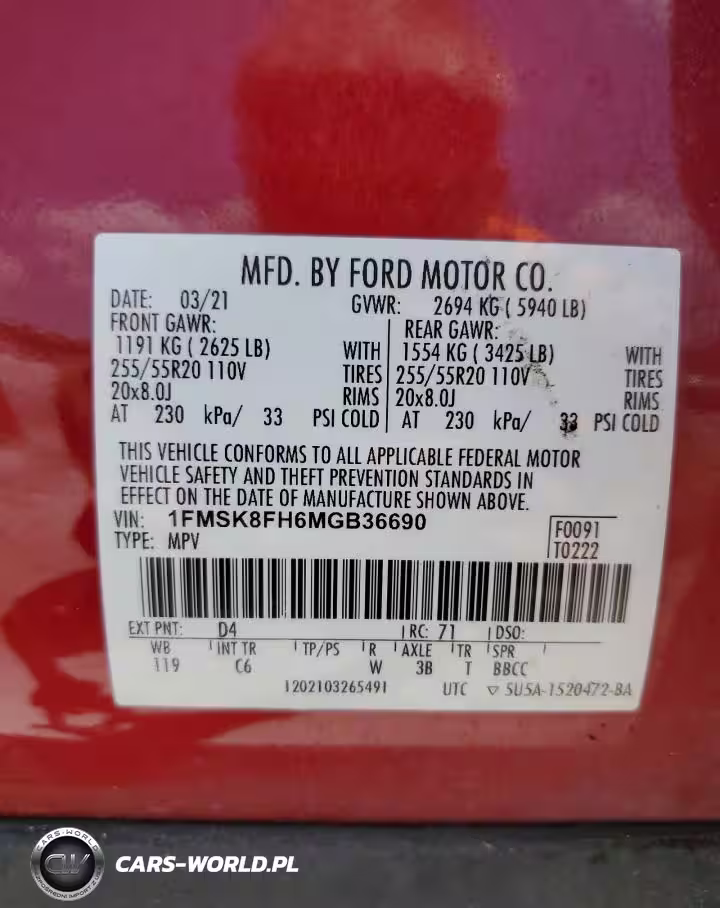 MFD. BY FORD MOTOR CO.
DATE: 03/21 GVWR: 2694 KG ( 5940 LB)
FRONT GAWR: REAR GAWR:
1191 KG ( 2625 LB) WITH 1554 KG ( 3425 LB) WITH
255/55R20 110V TIRES 255/55R20 110V TIRES
20x8.0J RIMS 20x8.0J RIMS
AT 230 kPa/ 33 PSI COLD AT 230 kPa/ 33 PSI COLD
THIS VEHICLE CONFORMS TO ALL APPLICABLE FEDERAL MOTOR
VEHICLE SAFETY AND THEFT PREVENTION STANDARDS IN
EFFECT ON THE DATE OF MANUFACTURE SHOWN ABOVE.
VIN: 1FMSK8FH6MGB36690
F0091
TYPE: MPV
T0222
EXT PNT: D4 RC: 71 DSO:
WB INT TR TP/PS R AXLE TR SPR
119 C6 W 3B T BBCC
1202103265491 UTC ▽ 5U5A-1520472-BA
CARS-WORLD
CW
CARS-WORLD.PL